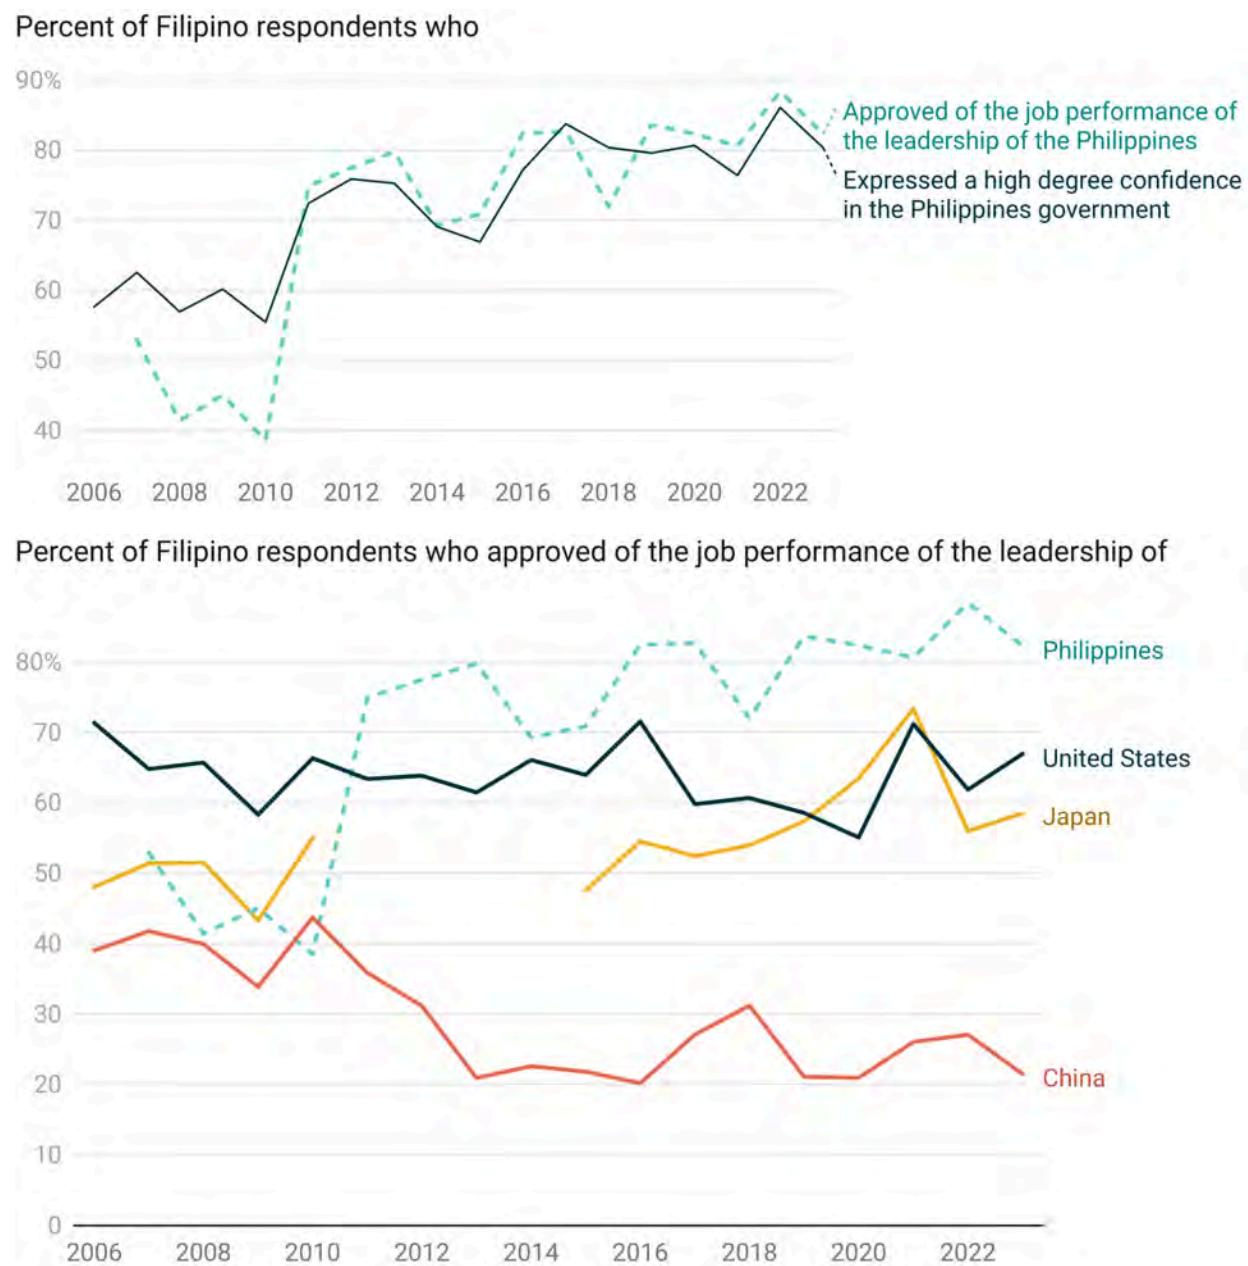 Percent of Filipino respondents who
90%
Approved of the job performance of
the leadership of the Philippines
80
Expressed a high degree confidence
in the Philippines government
70
60
50
40
2006 2008 2010 2012 2014 2016 2018 2020 2022
Percent of Filipino respondents who approved of the job performance of the leadership of
Philippines
80%
70
United States
60
Japan
50
40
30
20
China
10
0
2006 2008 2010 2012 2014 2016 2018 2020 2022